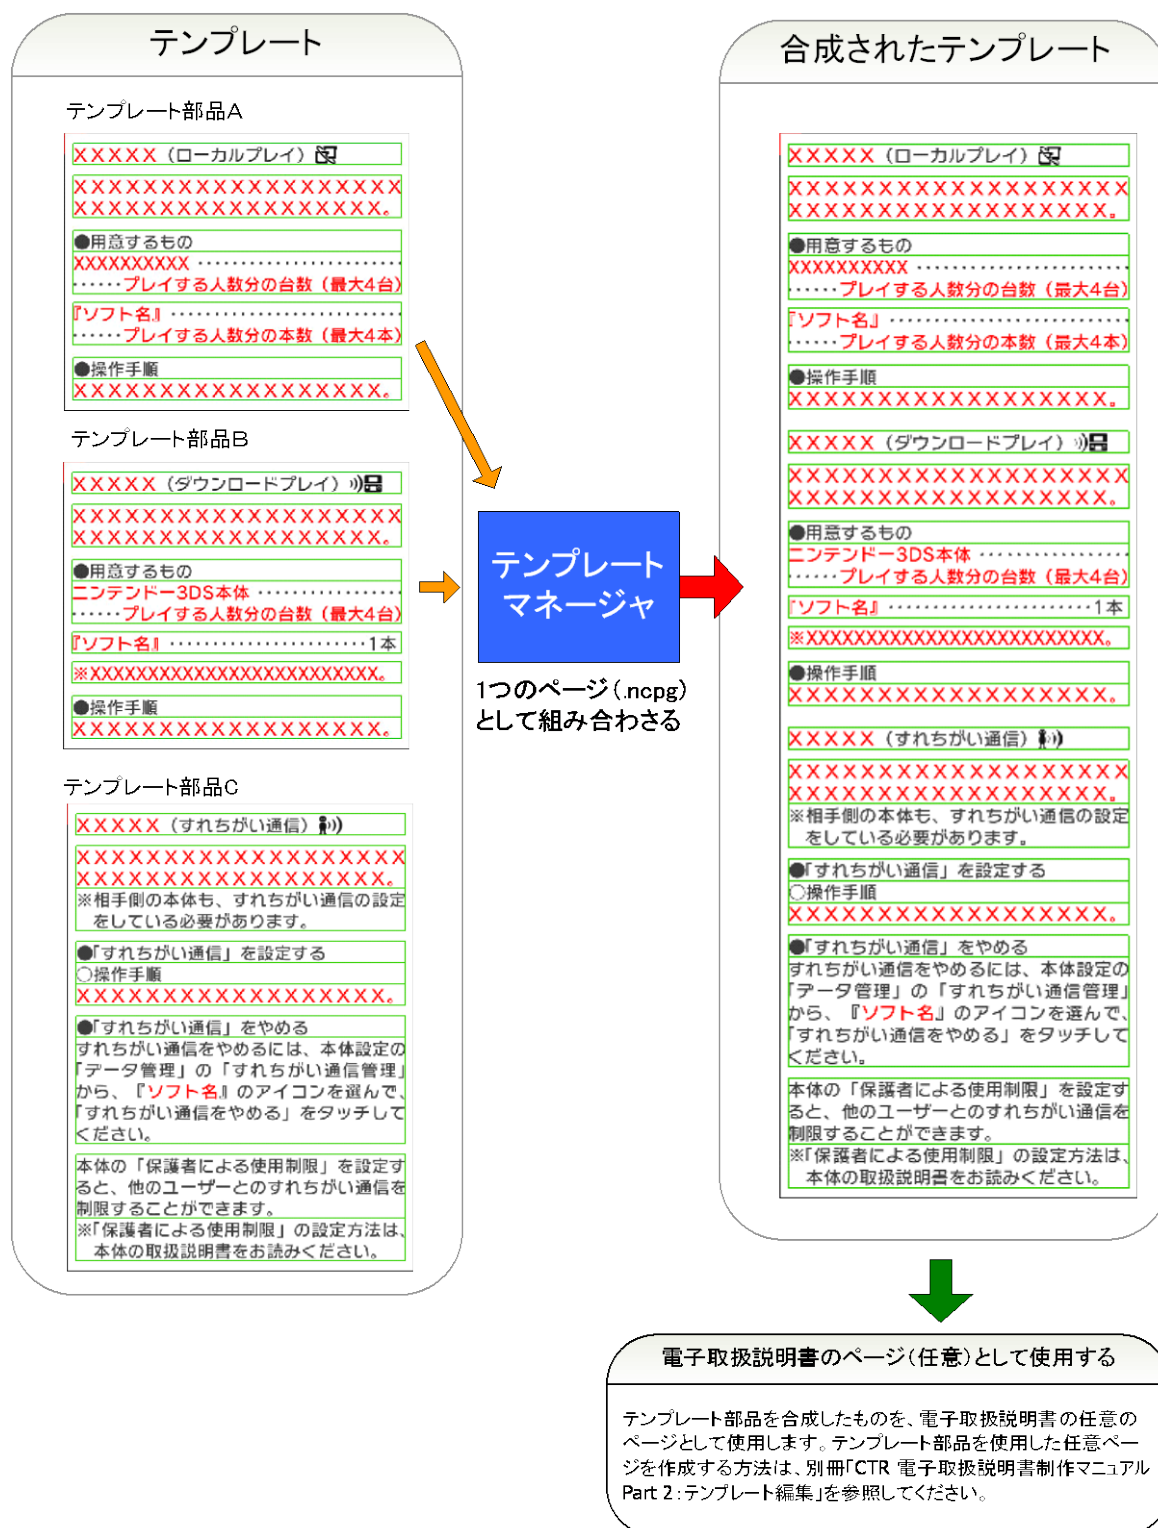 テンプレート
テンプレート部品A
XXXXX（ローカルプレイ）
XXXXXXXXXXXXXXXXXXX
XXXXXXXXXXXXXXXXXX。
●用意するもの
XXXXXXXXXX ························
······プレイする人数分の台数（最大4台）
『ソフト名』···························
······プレイする人数分の本数（最大4本）
●操作手順
XXXXXXXXXXXXXXXXXX。
テンプレート部品B
XXXXX（ダウンロードプレイ）
XXXXXXXXXXXXXXXXXXX
XXXXXXXXXXXXXXXXXX。
●用意するもの
ニンテンドー3DS本体 ·················
······プレイする人数分の台数（最大4台）
『ソフト名』·······················1本
※XXXXXXXXXXXXXXXXXXXXXXXX。
●操作手順
XXXXXXXXXXXXXXXXXX。
テンプレート部品C
XXXXX（すれちがい通信）
XXXXXXXXXXXXXXXXXXX
XXXXXXXXXXXXXXXXXX。
※相手側の本体も、すれちがい通信の設定
をしている必要があります。
●「すれちがい通信」を設定する
○操作手順
XXXXXXXXXXXXXXXXXX。
●「すれちがい通信」をやめる
すれちがい通信をやめるには、本体設定の
「データ管理」の「すれちがい通信管理」
から、『ソフト名』のアイコンを選んで、
「すれちがい通信をやめる」をタッチして
ください。
本体の「保護者による使用制限」を設定す
ると、他のユーザーとのすれちがい通信を
制限することができます。
※「保護者による使用制限」の設定方法は、
本体の取扱説明書をお読みください。
テンプレート
マネージャ
1つのページ（.ncpg）
として組み合わさる
合成されたテンプレート
XXXXX（ローカルプレイ）
XXXXXXXXXXXXXXXXXXX
XXXXXXXXXXXXXXXXXX。
●用意するもの
XXXXXXXXXX ························
······プレイする人数分の台数（最大4台）
『ソフト名』···························
······プレイする人数分の本数（最大4本）
●操作手順
XXXXXXXXXXXXXXXXXX。
XXXXX（ダウンロードプレイ）
XXXXXXXXXXXXXXXXXXX
XXXXXXXXXXXXXXXXXX。
●用意するもの
ニンテンドー3DS本体 ·················
······プレイする人数分の台数（最大4台）
『ソフト名』·······················1本
※XXXXXXXXXXXXXXXXXXXXXXXX。
●操作手順
XXXXXXXXXXXXXXXXXX。
XXXXX（すれちがい通信）
XXXXXXXXXXXXXXXXXXX
XXXXXXXXXXXXXXXXXX。
※相手側の本体も、すれちがい通信の設定
をしている必要があります。
●「すれちがい通信」を設定する
○操作手順
XXXXXXXXXXXXXXXXXX。
●「すれちがい通信」をやめる
すれちがい通信をやめるには、本体設定の
「データ管理」の「すれちがい通信管理」
から、『ソフト名』のアイコンを選んで、
「すれちがい通信をやめる」をタッチして
ください。
本体の「保護者による使用制限」を設定す
ると、他のユーザーとのすれちがい通信を
制限することができます。
※「保護者による使用制限」の設定方法は、
本体の取扱説明書をお読みください。
電子取扱説明書のページ（任意）として使用する
テンプレート部品を合成したものを、電子取扱説明書の任意の
ページとして使用します。テンプレート部品を使用した任意ペー
ジを作成する方法は、別冊「CTR 電子取扱説明書制作マニュアル
Part 2：テンプレート編集」を参照してください。